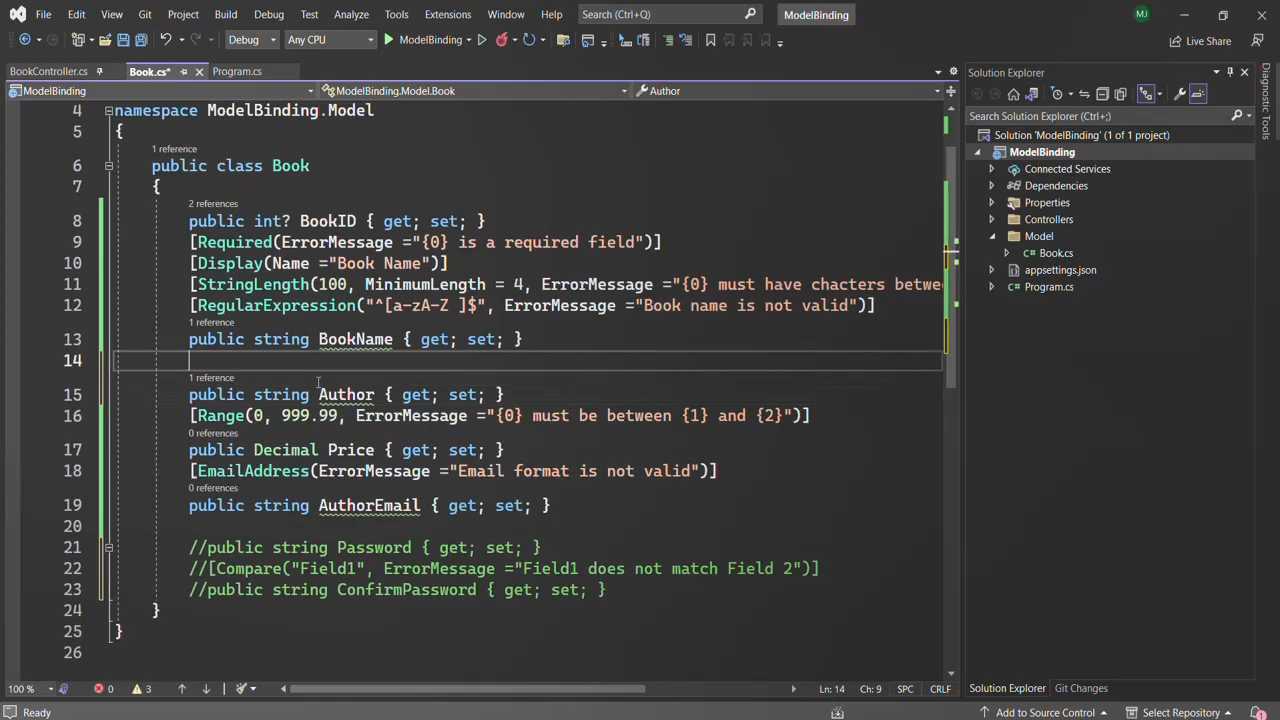 File Edit View Git Project Build Debug Test Analyze Tools Extensions Window Help Search (Ctrl+Q) ModelBinding MJ
Debug Any CPU ModelBinding Live Share
BookController.cs Book.cs* Program.cs
ModelBinding ModelBinding.Model.Book Author
4 namespace ModelBinding.Model
5 {
1 reference
6 public class Book
7 {
2 references
8 public int? BookID { get; set; }
9 [Required(ErrorMessage ="{0} is a required field")]
10 [Display(Name ="Book Name")]
11 [StringLength(100, MinimumLength = 4, ErrorMessage ="{0} must have chacters betwe
12 [RegularExpression("^[a-zA-Z ]$", ErrorMessage ="Book name is not valid")]
1 reference
13 public string BookName { get; set; }
14
1 reference
15 public string Author { get; set; }
16 [Range(0, 999.99, ErrorMessage ="{0} must be between {1} and {2}")]
0 references
17 public Decimal Price { get; set; }
18 [EmailAddress(ErrorMessage ="Email format is not valid")]
0 references
19 public string AuthorEmail { get; set; }
20
21 //public string Password { get; set; }
22 //[Compare("Field1", ErrorMessage ="Field1 does not match Field 2")]
23 //public string ConfirmPassword { get; set; }
24 }
25 }
26
100 % 0 3 Ln: 14 Ch: 9 SPC CRLF
Ready Add to Source Control Select Repository 1
Solution Explorer
Search Solution Explorer (Ctrl+;)
Solution 'ModelBinding' (1 of 1 project)
ModelBinding
Connected Services
Dependencies
Properties
Controllers
Model
C# Book.cs
appsettings.json
C# Program.cs
Solution Explorer Git Changes
Diagnostic Tools